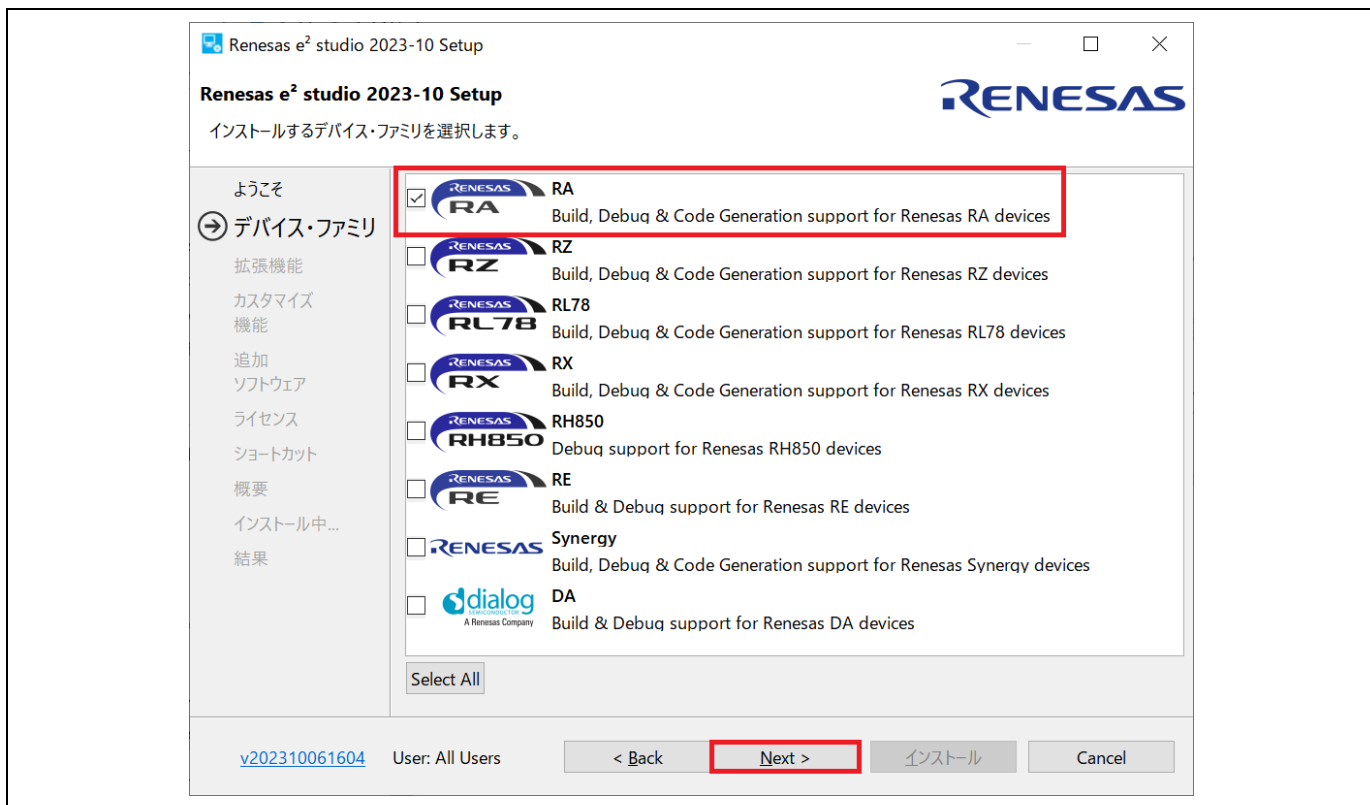 Renesas e² studio 2023-10 Setup
Renesas e² studio 2023-10 Setup
RENESAS
インストールするデバイス・ファミリを選択します。
ようこそ
デバイス・ファミリ
拡張機能
カスタマイズ
機能
追加
ソフトウェア
ライセンス
ショートカット
概要
インストール中...
結果
RENESAS
RA
RA
Build, Debug & Code Generation support for Renesas RA devices
RENESAS
RZ
RZ
Build, Debug & Code Generation support for Renesas RZ devices
RENESAS
RL78
RL78
Build, Debug & Code Generation support for Renesas RL78 devices
RENESAS
RX
RX
Build, Debug & Code Generation support for Renesas RX devices
RENESAS
RH850
RH850
Debug support for Renesas RH850 devices
RENESAS
RE
RE
Build & Debug support for Renesas RE devices
RENESAS
Synergy
Build, Debug & Code Generation support for Renesas Synergy devices
dialog
SEMICONDUCTOR
A Renesas Company
DA
Build & Debug support for Renesas DA devices
Select All
v202310061604
User: All Users
< Back
Next >
インストール
Cancel